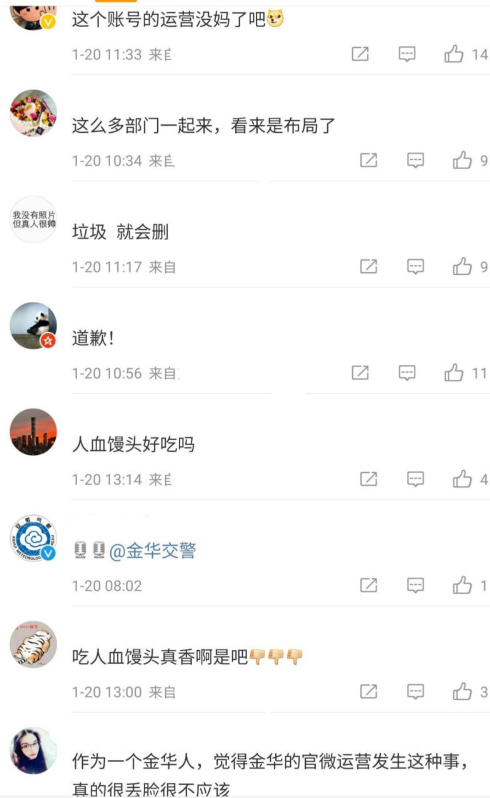 这个账号的运营没妈了吧
1-20 11:33 来自
14
这么多部门一起来，看来是布局了
1-20 10:34 来自
9
我没有照片
但真人很帅
垃圾 就会删
1-20 11:17 来自
9
道歉！
1-20 10:56 来自
11
人血馒头好吃吗
1-20 13:14 来自
4
@金华交警
1-20 08:02
1
吃人血馒头真香啊是吧
1-20 13:00 来自
3
作为一个金华人，觉得金华的官微运营发生这种事，
真的很丢脸很不应该